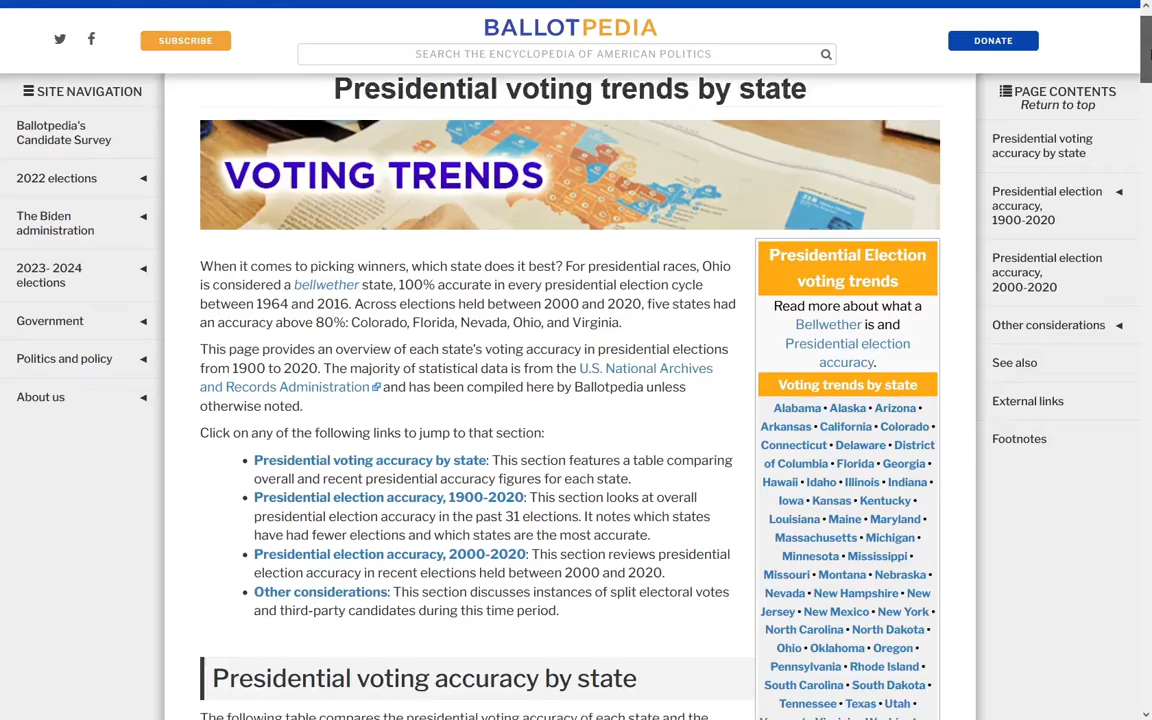 BALLOTPEDIA
SUBSCRIBE
SEARCH THE ENCYCLOPEDIA OF AMERICAN POLITICS
DONATE
SITE NAVIGATION
Ballotpedia's
Candidate Survey
2022 elections
The Biden
administration
2023- 2024
elections
Government
Politics and policy
About us
Presidential voting trends by state
VOTING TRENDS
When it comes to picking winners, which state does it best? For presidential races, Ohio
is considered a bellwether state, 100% accurate in every presidential election cycle
between 1964 and 2016. Across elections held between 2000 and 2020, five states had
an accuracy above 80%: Colorado, Florida, Nevada, Ohio, and Virginia.
This page provides an overview of each state's voting accuracy in presidential elections
from 1900 to 2020. The majority of statistical data is from the U.S. National Archives
and Records Administration and has been compiled here by Ballotpedia unless
otherwise noted.
Click on any of the following links to jump to that section:
• Presidential voting accuracy by state: This section features a table comparing
overall and recent presidential accuracy figures for each state.
• Presidential election accuracy, 1900-2020: This section looks at overall
presidential election accuracy in the past 31 elections. It notes which states
have had fewer elections and which states are the most accurate.
• Presidential election accuracy, 2000-2020: This section reviews presidential
election accuracy in recent elections held between 2000 and 2020.
• Other considerations: This section discusses instances of split electoral votes
and third-party candidates during this time period.
Presidential voting accuracy by state
The following table compares the presidential voting accuracy of each state and the
Presidential Election
voting trends
Read more about what a
Bellwether is and
Presidential election
accuracy.
Voting trends by state
Alabama • Alaska • Arizona •
Arkansas • California • Colorado •
Connecticut • Delaware • District
of Columbia • Florida • Georgia •
Hawaii • Idaho • Illinois • Indiana •
Iowa • Kansas • Kentucky •
Louisiana • Maine • Maryland •
Massachusetts • Michigan •
Minnesota • Mississippi •
Missouri • Montana • Nebraska •
Nevada • New Hampshire • New
Jersey • New Mexico • New York •
North Carolina • North Dakota •
Ohio • Oklahoma • Oregon •
Pennsylvania • Rhode Island •
South Carolina • South Dakota •
Tennessee • Texas • Utah •
PAGE CONTENTS
Return to top
Presidential voting
accuracy by state
Presidential election
accuracy,
1900-2020
Presidential election
accuracy,
2000-2020
Other considerations
See also
External links
Footnotes